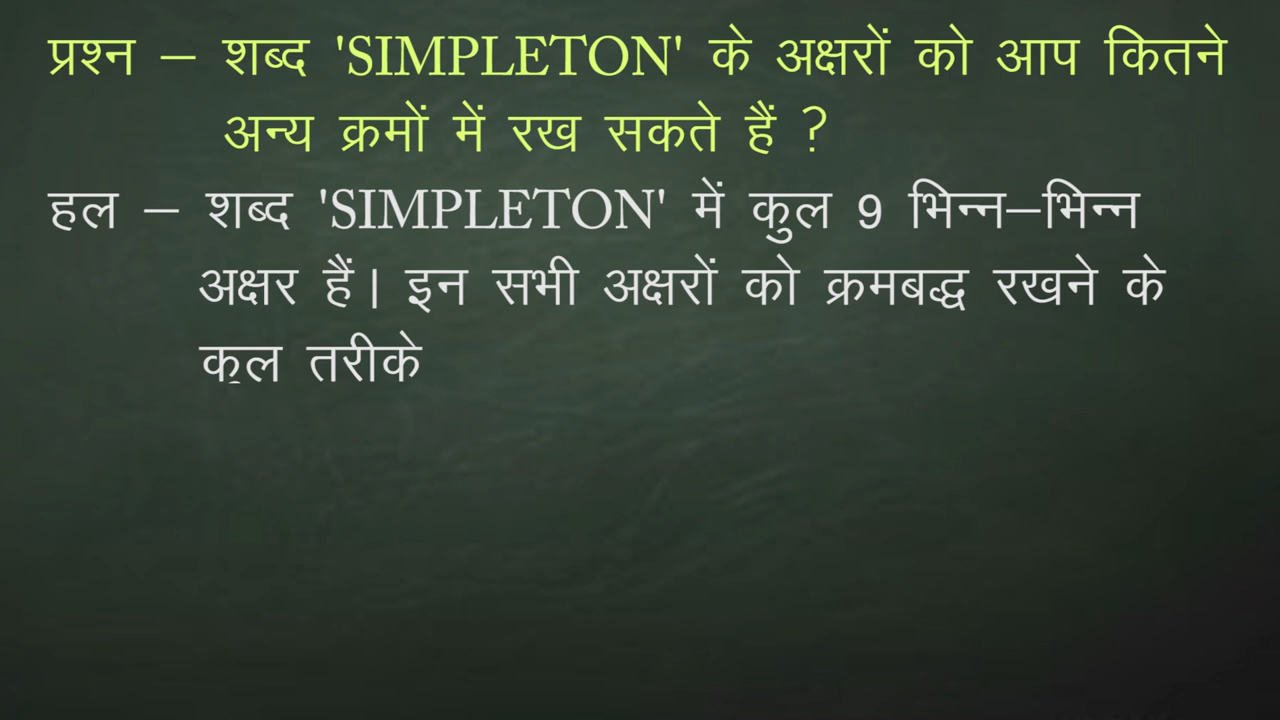 प्रश्न – शब्द 'SIMPLETON' के अक्षरों को आप कितने
अन्य क्रमों में रख सकते हैं ?
हल – शब्द 'SIMPLETON' में कुल 9 भिन्न–भिन्न
अक्षर हैं। इन सभी अक्षरों को क्रमबद्ध रखने के
कुल तरीके